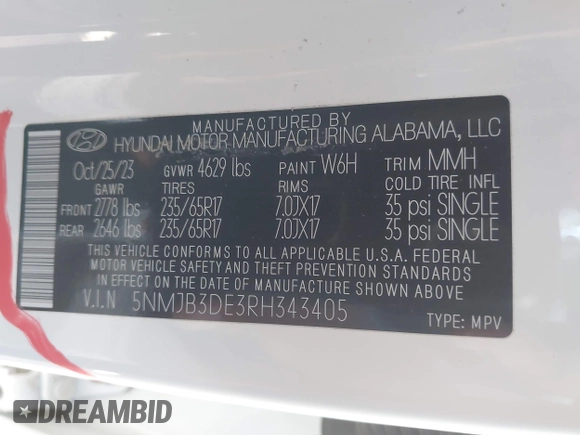 MANUFACTURED BY
HYUNDAI MOTOR MANUFACTURING ALABAMA, LLC
Oct/25/23 GVWR 4629 lbs PAINT W6H TRIM MMH
GAWR TIRES RIMS COLD TIRE INFL
FRONT 2778 lbs 235/65R17 7.0JX17 35 psi SINGLE
REAR 2646 lbs 235/65R17 7.0JX17 35 psi SINGLE
THIS VEHICLE CONFORMS TO ALL APPLICABLE U.S.A. FEDERAL
MOTOR VEHICLE SAFETY AND THEFT PREVENTION STANDARDS
IN EFFECT ON THE DATE OF MANUFACTURE SHOWN ABOVE.
V.I.N 5NMJB3DE3RH343405
TYPE: MPV
DREAMBID